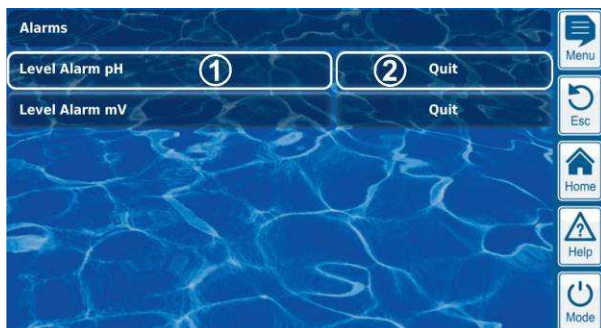 Alarms
Level Alarm pH ① ② Quit
Level Alarm mV Quit
Menu
Esc
Home
Help
Mode